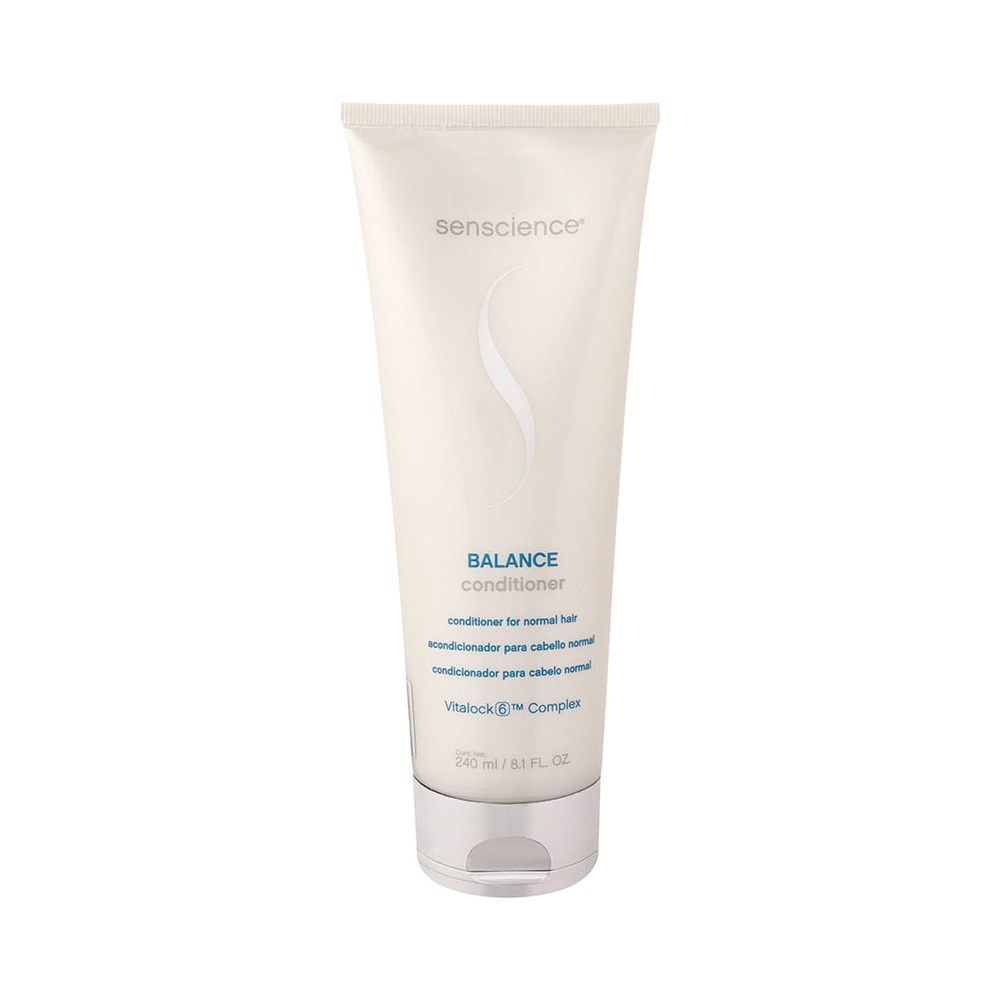 senscience®
BALANCE
conditioner
conditioner for normal hair
acondicionador para cabello normal
condicionador para cabelo normal
Vitalock⑥™ Complex
Cont. Net.
240 ml / 8.1 FL. OZ.